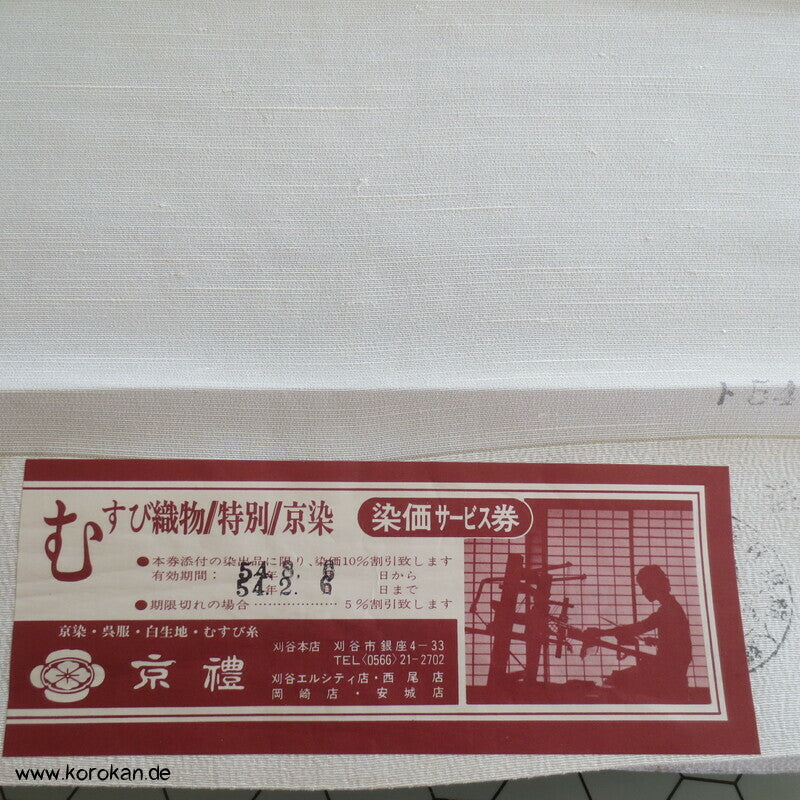 むすび織物//特別//京染
染価サービス券
●本券添付の染出品に限り、染価10%割引致します
有効期間： 年 日から
年 日まで
●期限切れの場合 ………………… 5%割引致します
京染・呉服・白生地・むすび糸
京禮
刈谷本店 刈谷市銀座4-33
TEL〈0566〉21-2702
刈谷エルシティ店・西尾店
岡崎店・安城店
www.korokan.de